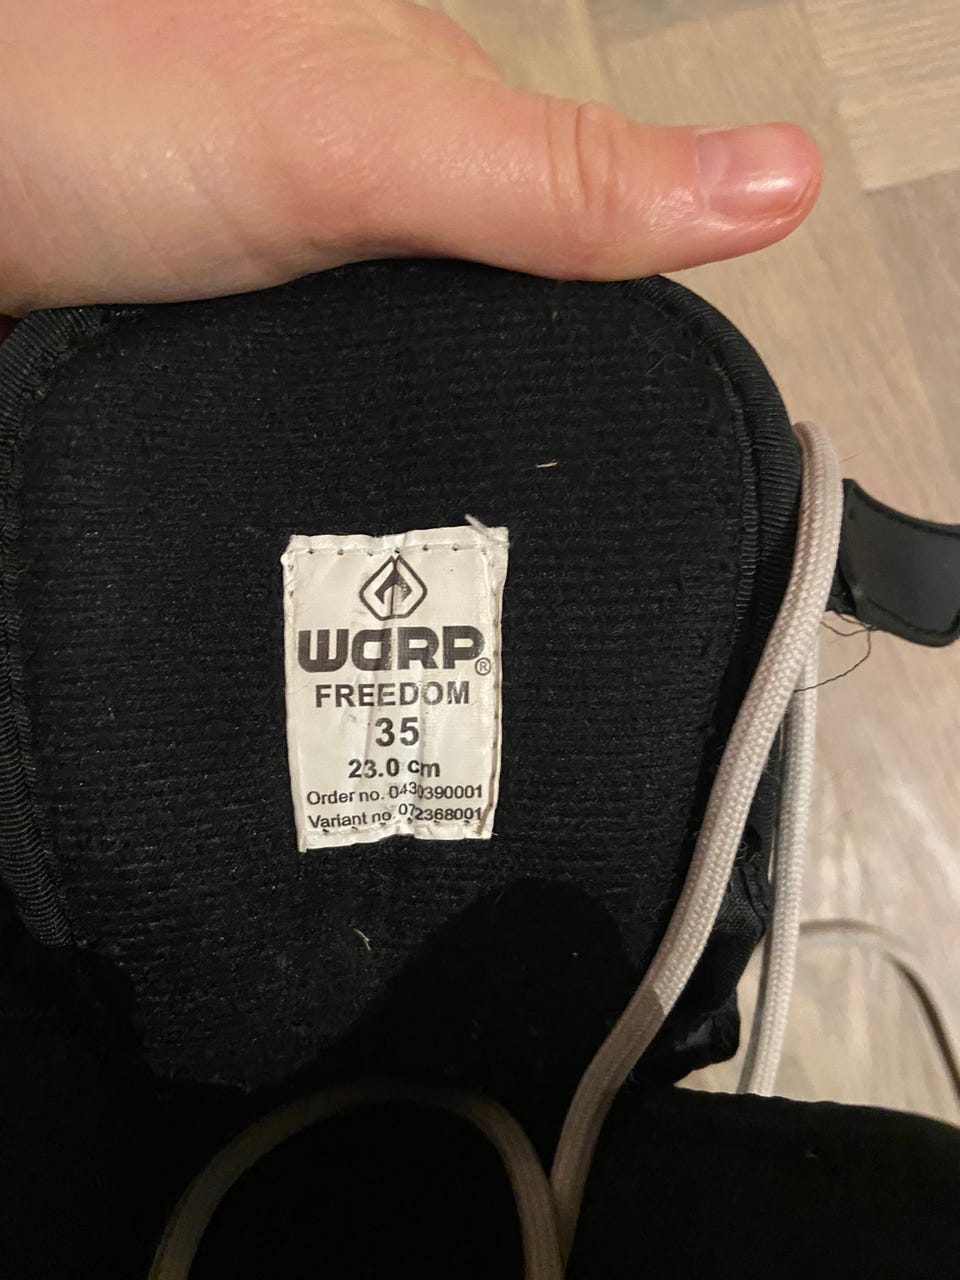 WARP®
FREEDOM
35
23.0 cm
Order no. 0430390001
Variant no. 072368001